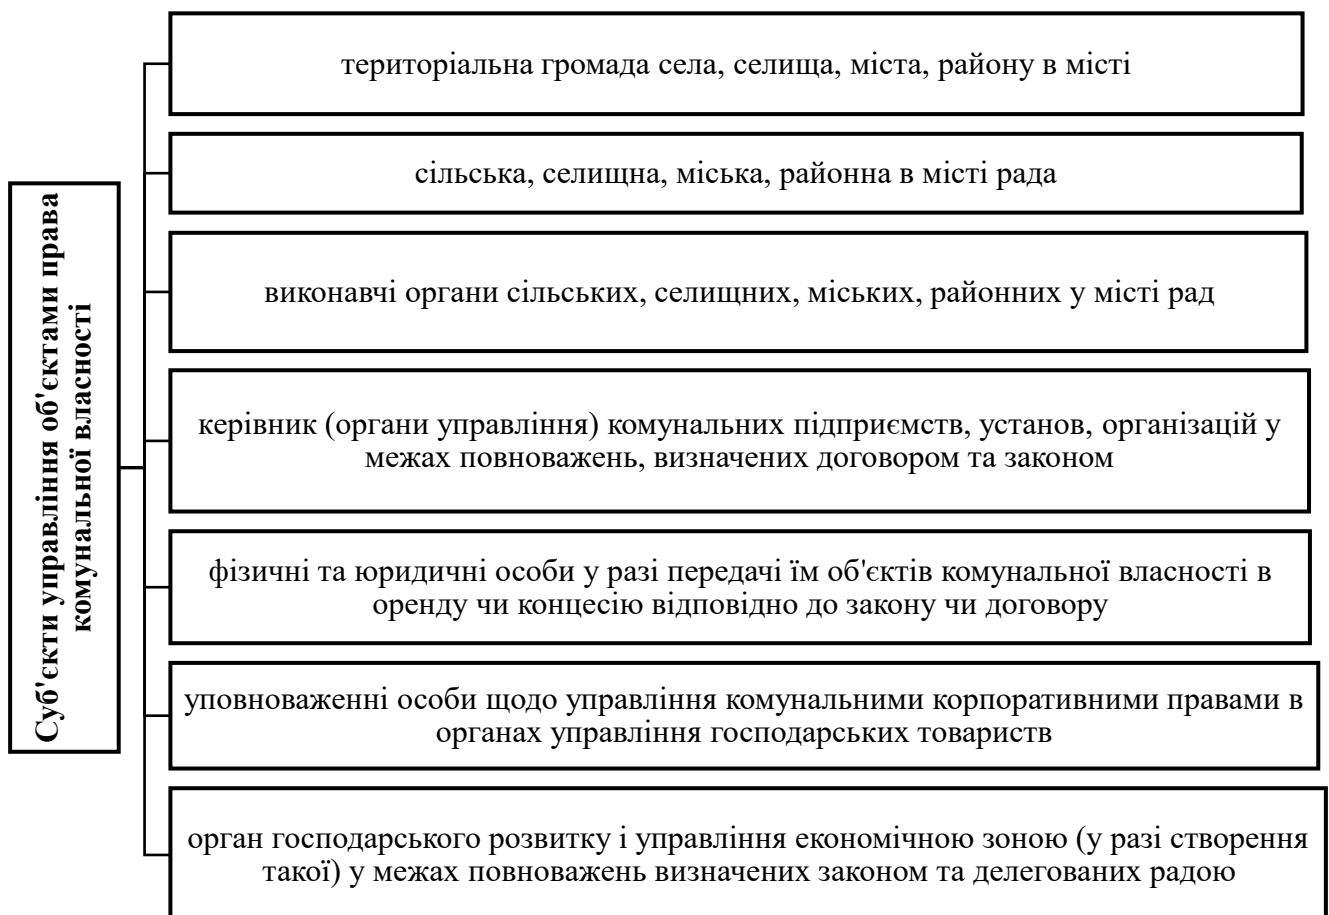 Суб'єкти управління об'єктами права
комунальної власності
територіальна громада села, селища, міста, району в місті
сільська, селищна, міська, районна в місті рада
виконавчі органи сільських, селищних, міських, районних у місті рад
керівник (органи управління) комунальних підприємств, установ, організацій у
межах повноважень, визначених договором та законом
фізичні та юридичні особи у разі передачі їм об'єктів комунальної власності в
оренду чи концесію відповідно до закону чи договору
уповноваженні особи щодо управління комунальними корпоративними правами в
органах управління господарських товариств
орган господарського розвитку і управління економічною зоною (у разі створення
такої) у межах повноважень визначених законом та делегованих радою